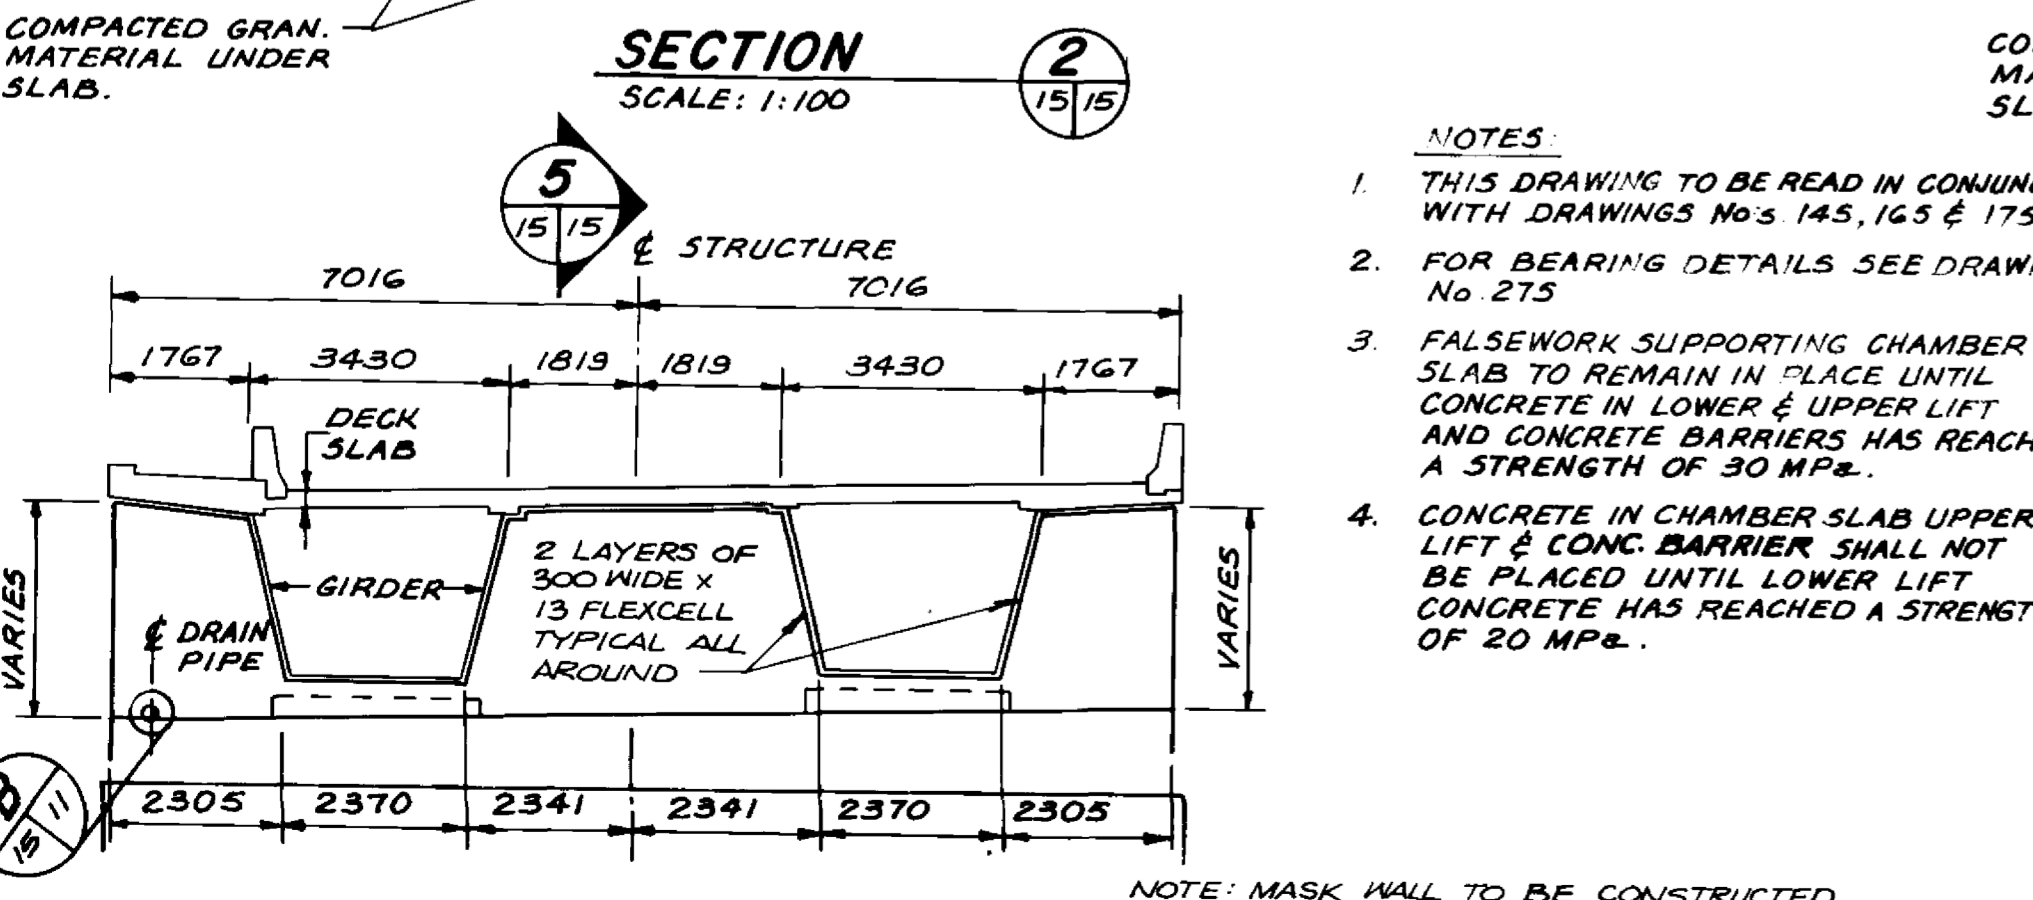 COMPACTED GRAN.
MATERIAL UNDER
SLAB.
SECTION
SCALE: 1:100
2
15 15
5
15 15
℄ STRUCTURE
7016 7016
1767 3430 1819 1819 3430 1767
DECK
SLAB
GIRDER
2 LAYERS OF
300 WIDE x
13 FLEXCELL
TYPICAL ALL
AROUND
VARIES
VARIES
℄ DRAIN
PIPE
15 11
2305 2370 2341 2341 2370 2305
NOTES:
1. THIS DRAWING TO BE READ IN
WITH DRAWINGS No's. 145, 165 & 175
2. FOR BEARING DETAILS SEE
No. 275
3. FALSEWORK SUPPORTING CHAMBER
SLAB TO REMAIN IN PLACE UNTIL
CONCRETE IN LOWER & UPPER LIFT
AND CONCRETE BARRIERS HAS
A STRENGTH OF 30 MPa.
4. CONCRETE IN CHAMBER SLAB UPPER
LIFT & CONC. BARRIER SHALL NOT
BE PLACED UNTIL LOWER LIFT
CONCRETE HAS REACHED A
OF 20 MPa.
NOTE: MASK WALL TO BE CONSTRUCTED